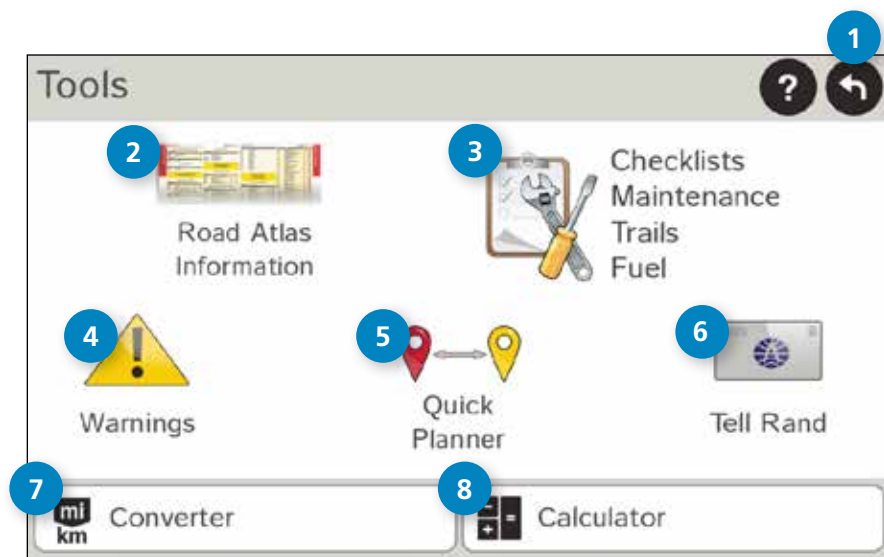 1
Tools
?
2
3
Checklists
Maintenance
Trails
Fuel
Road Atlas
Information
4
5
6
Warnings
Quick
Planner
Tell Rand
7
8
mi
km
Converter
- + =
Calculator